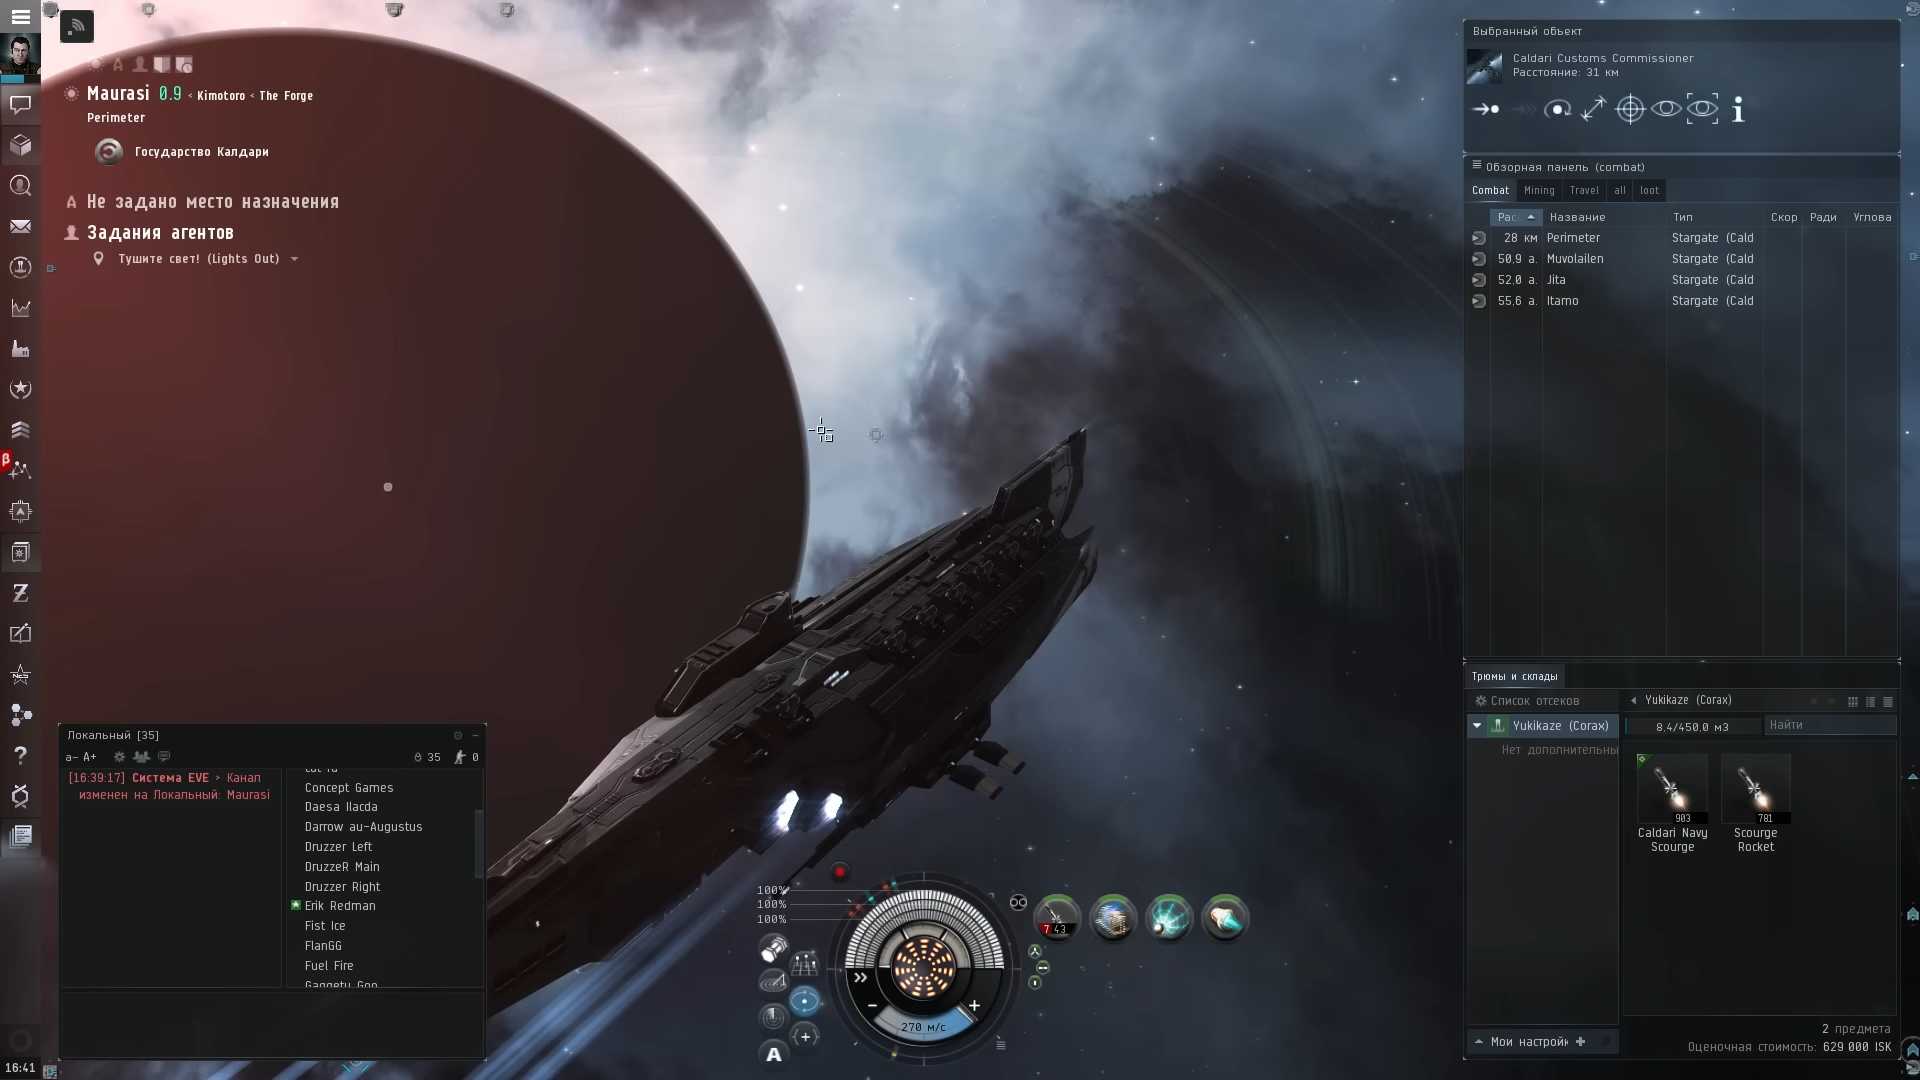 Maurasi 0.9 < Kimotoro < The Forge
Perimeter
Государство Калдари
Не задано место назначения
Задания агентов
Тушите свет! (Lights Out)
β
16:41
Локальный [35]
a- A+
35
0
[16:39:17] Система EVE > Канал
изменен на Локальный: Maurasi
Concept Games
Daesa Ilacda
Darrow au-Augustus
Druzzer Left
DruzzeR Main
Druzzer Right
Erik Redman
Fist Ice
FlanGG
Fuel Fire
100%
100%
100%
7 43
270 м/с
A
Выбранный объект
Caldari Customs Commissioner
Расстояние: 31 км
Обзорная панель (combat)
Combat Mining Travel all loot
Рас Название Тип Скор Ради Углова
28 км Perimeter Stargate (Cald
50,9 а. Muvolailen Stargate (Cald
52,0 а. Jita Stargate (Cald
55,6 а. Itamo Stargate (Cald
Трюмы и склады
Список отсеков
Yukikaze (Corax)
Yukikaze (Corax)
Нет дополнительны
8.4/450.0 м3
Найти
903
Caldari Navy
Scourge
781
Scourge
Rocket
Мои настройк
2 предмета
Оценочная стоимость: 629 000 ISK